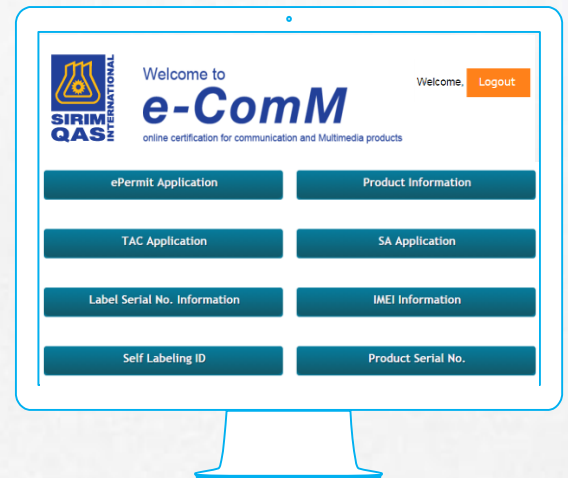 SIRIM
QAS
INTERNATIONAL
Welcome to
e-ComM
online certification for communication and Multimedia products
Welcome, Logout
ePermit Application
Product Information
TAC Application
SA Application
Label Serial No. Information
IMEI Information
Self Labeling ID
Product Serial No.